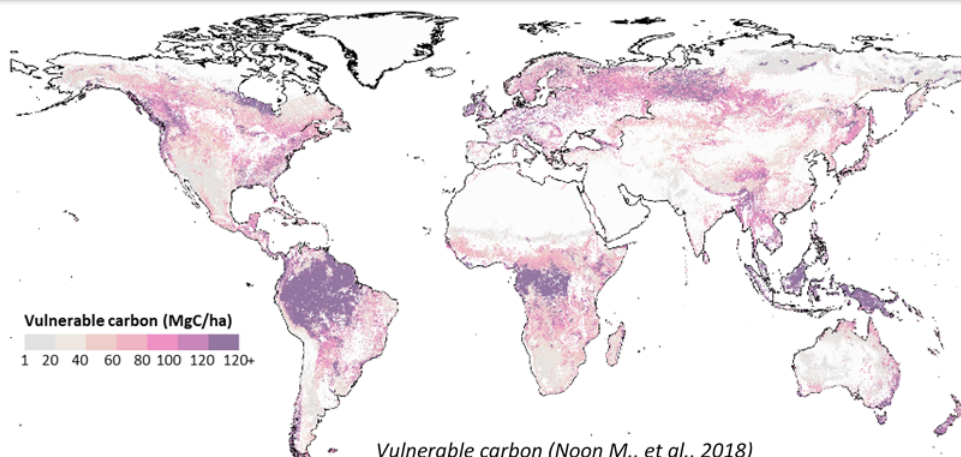 Vulnerable carbon (MgC/ha)
1 20 40 60 80 100 120 120+
Vulnerable carbon (Noon M., et al., 2018)